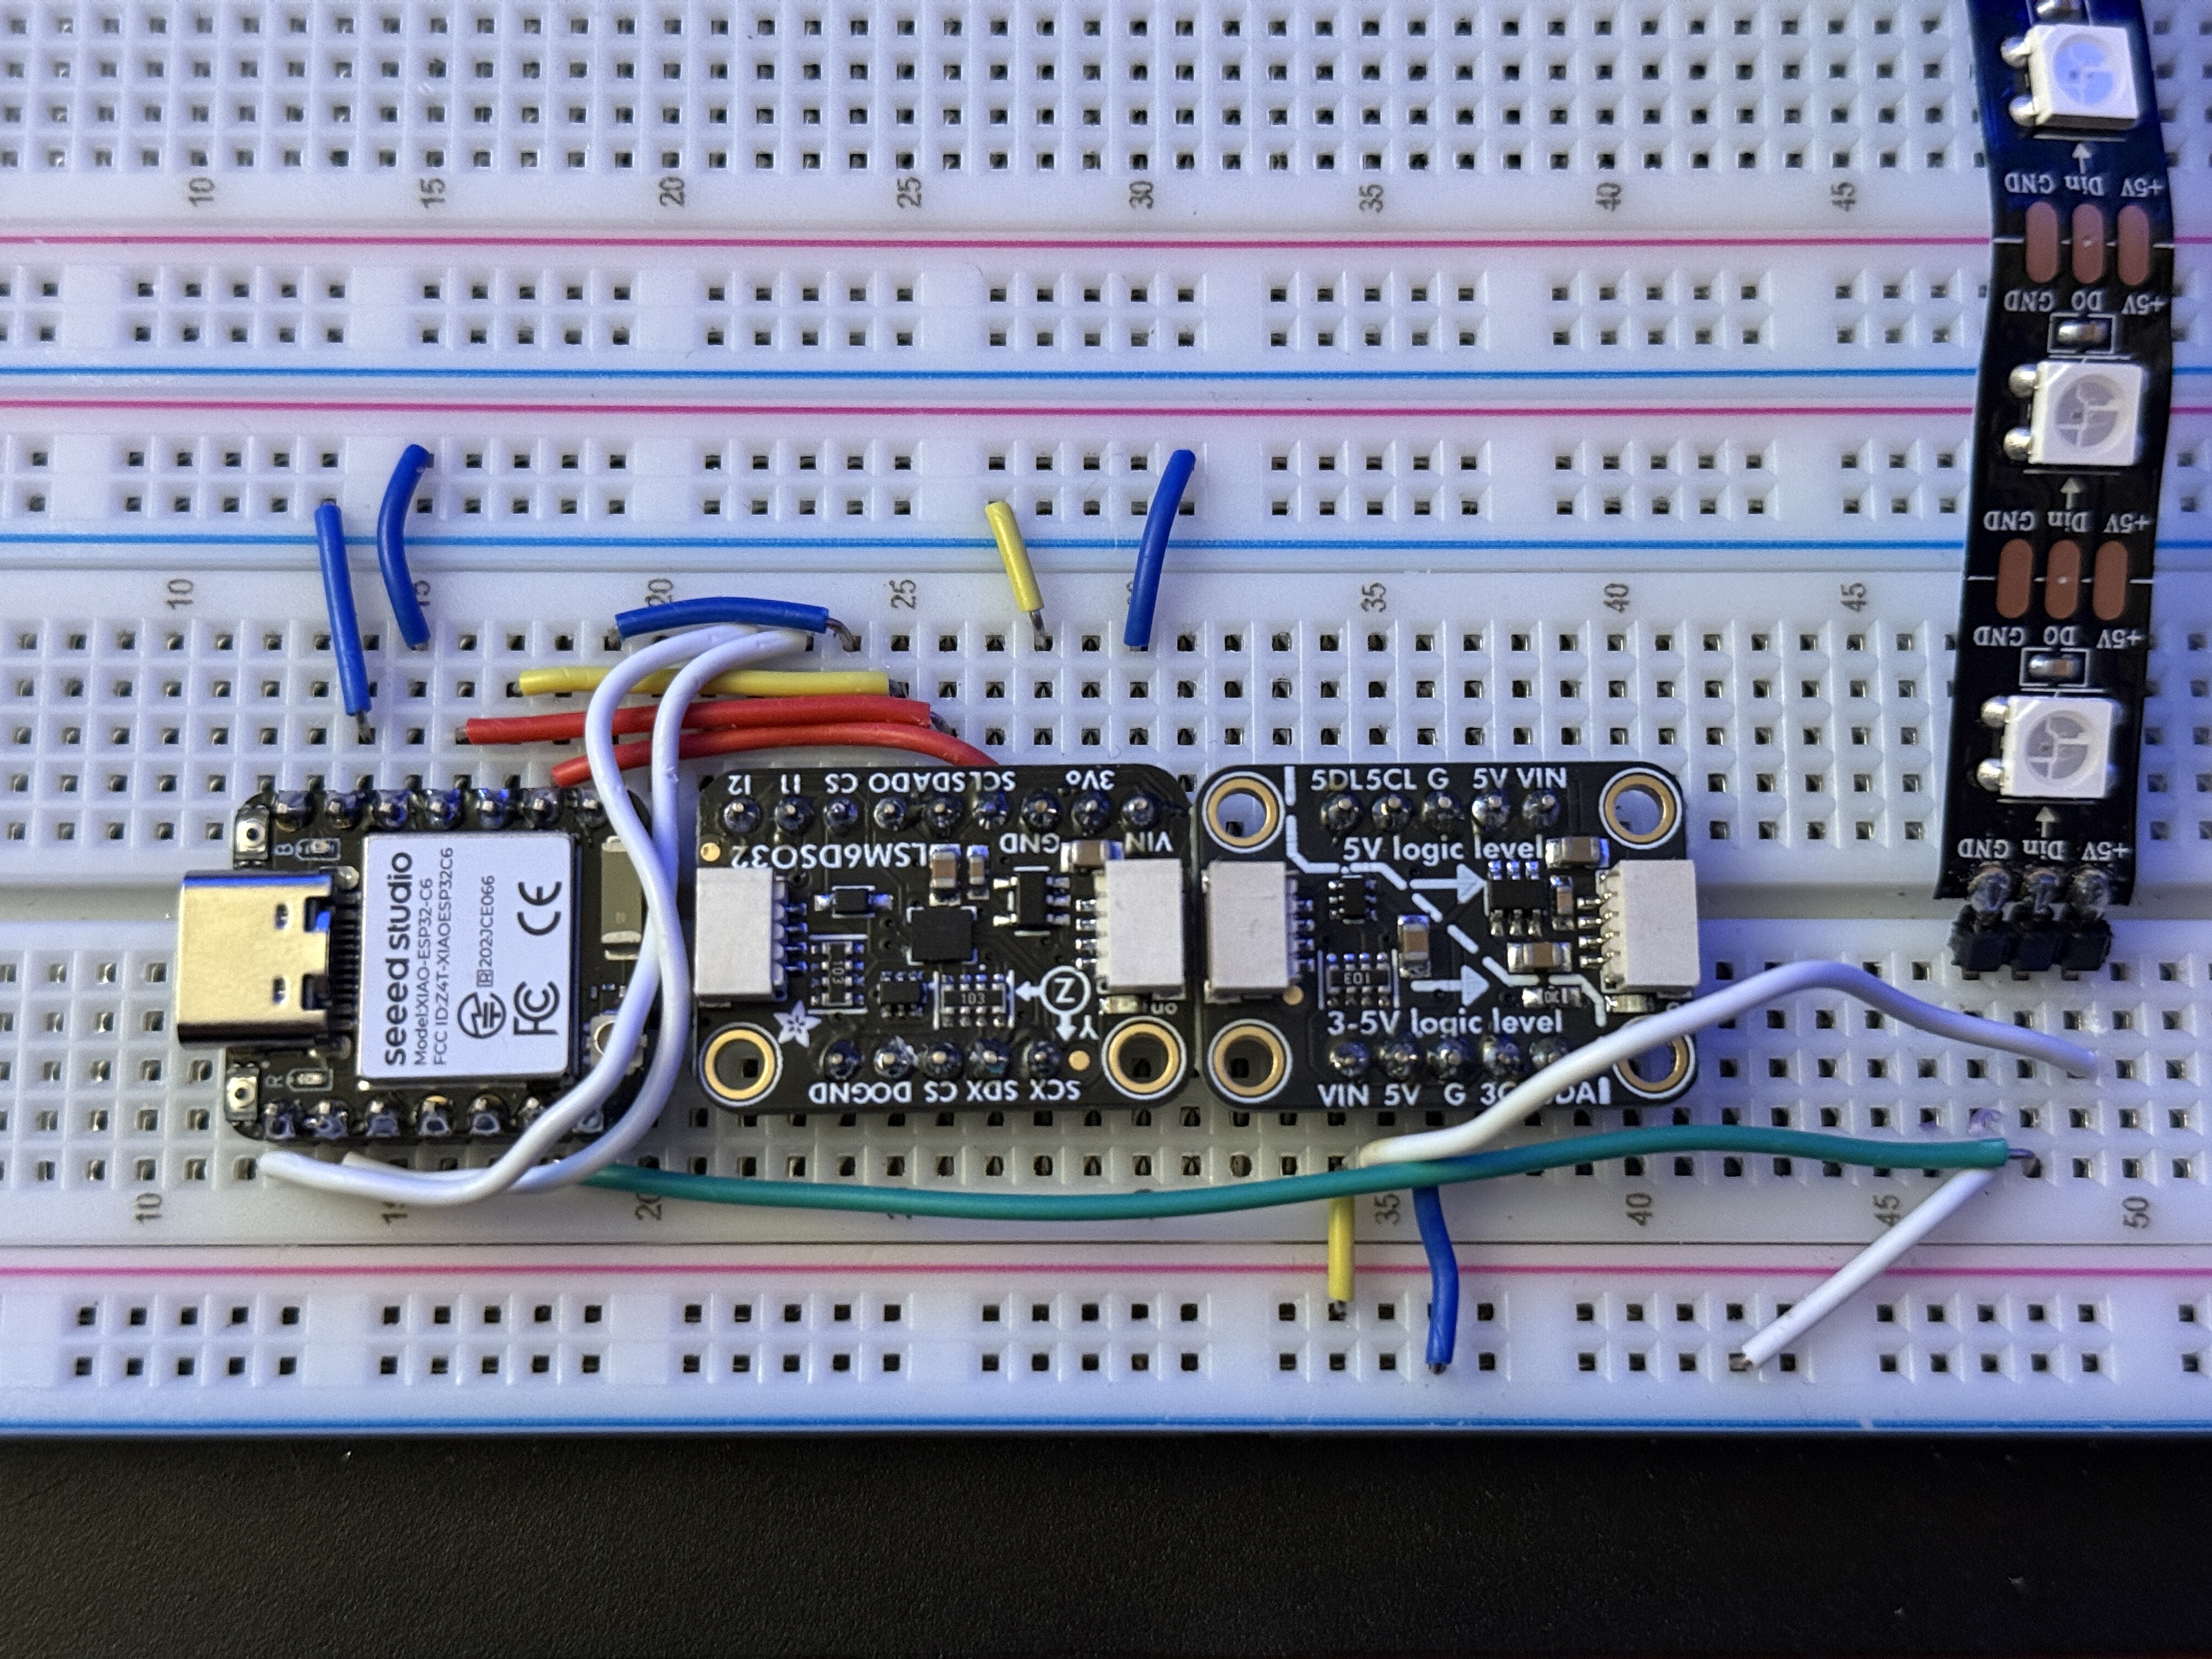 10 15 20 25 30 35 40 45
GND Din +5V
GND DO +5V
GND Din +5V
GND DO +5V
GND Din +5V
10 15 20 25 35 40 45
I2 I1 CS DO SDA SCL GND 3Vo VIN
LSM6DSO32
GND DO CS SDX SCX
Z
Y
on
B
R
seeed studio
Model:XIAO-ESP32-C6
FCC ID:Z4T-XIAOESP32C6
R 202JCE066
FC CE
103
5DL 5CL G 5V VIN
5V logic level
3-5V logic level
VIN 5V G
10 20 35 40 45 50